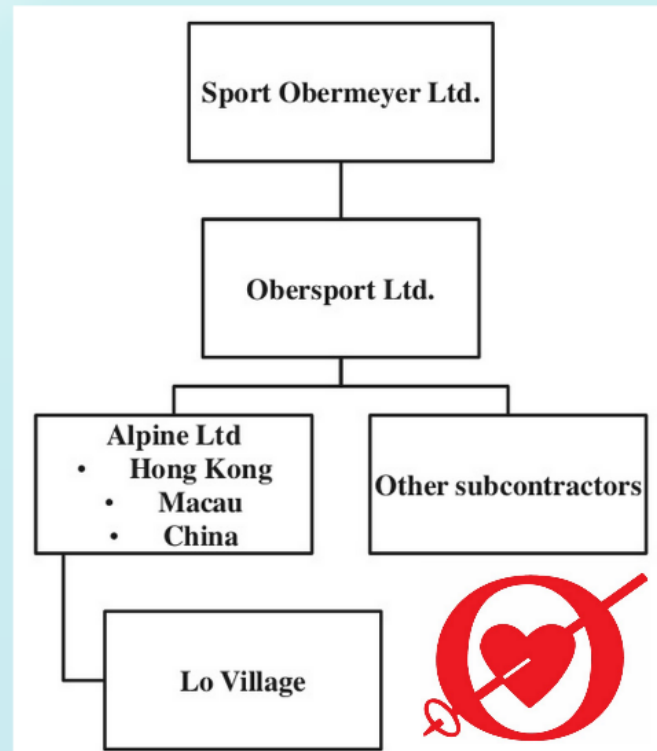 Sport Obermeyer Ltd.
Obersport Ltd.
Alpine Ltd
• Hong Kong
• Macau
• China
Other subcontractors
Lo Village